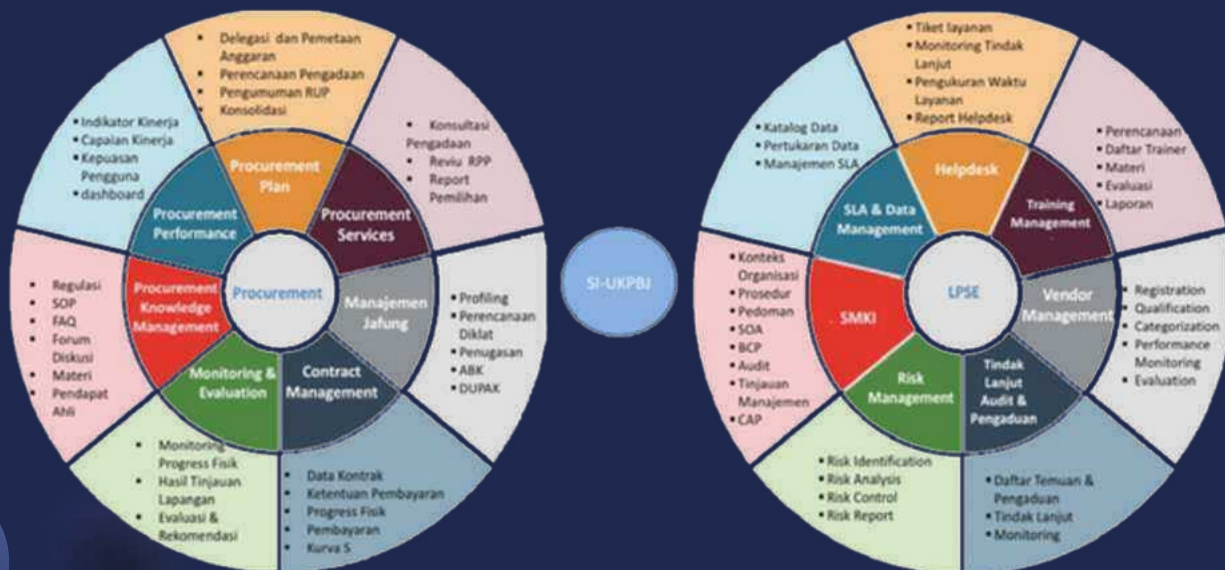 ▪ Delegasi dan Pemetaan
Anggaran
▪ Perencanaan Pengadaan
▪ Pengumuman RUP
▪ Konsolidasi
▪ Indikator Kinerja
▪ Capaian Kinerja
▪ Kepuasan
Pengguna
▪ dashboard
▪ Konsultasi
Pengadaan
▪ Reviu RPP
▪ Report
Pemilihan
Procurement
Plan
Procurement
Performance
Procurement
Services
Procurement
Knowledge
Management
Procurement
Manajemen
Jafung
Monitoring &
Evaluation
Contract
Management
▪ Regulasi
▪ SOP
▪ FAQ
▪ Forum
Diskusi
▪ Materi
▪ Pendapat
Ahli
▪ Profiling
▪ Perencanaan
Diklat
▪ Penugasan
▪ ABK
▪ DUPAK
▪ Monitoring
Progress Fisik
▪ Hasil Tinjauan
Lapangan
▪ Evaluasi &
Rekomendasi
▪ Data Kontrak
▪ Ketentuan Pembayaran
▪ Progress Fisik
▪ Pembayaran
▪ Kurva S
SI-UKPBJ
▪ Tiket layanan
▪ Monitoring Tindak
Lanjut
▪ Pengukuran Waktu
Layanan
▪ Report Helpdesk
▪ Katalog Data
▪ Pertukaran Data
▪ Manajemen SLA
▪ Perencanaan
▪ Daftar Trainer
▪ Materi
▪ Evaluasi
▪ Laporan
Helpdesk
SLA & Data
Management
Training
Management
SMKI
LPSE
Vendor
Management
Risk
Management
Tindak
Lanjut
Audit &
Pengaduan
▪ Konteks
Organisasi
▪ Prosedur
▪ Pedoman
▪ SOA
▪ BCP
▪ Audit
▪ Tinjauan
Manajemen
▪ CAP
▪ Registration
▪ Qualification
▪ Categorization
▪ Performance
Monitoring
▪ Evaluation
▪ Risk Identification
▪ Risk Analysis
▪ Risk Control
▪ Risk Report
▪ Daftar Temuan &
Pengaduan
▪ Tindak Lanjut
▪ Monitoring